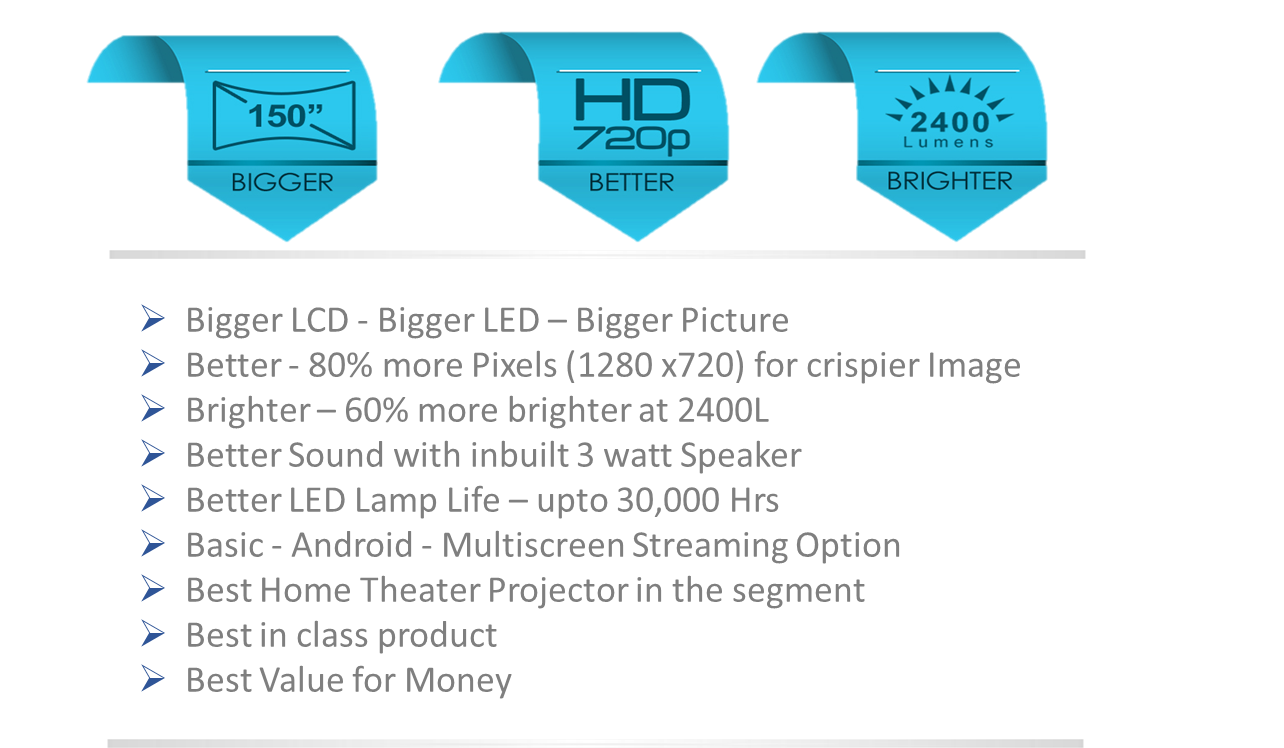 150”
BIGGER
HD
720p
BETTER
2400
Lumens
BRIGHTER
Bigger LCD - Bigger LED – Bigger Picture
Better - 80% more Pixels (1280 x720) for crispier Image
Brighter – 60% more brighter at 2400L
Better Sound with inbuilt 3 watt Speaker
Better LED Lamp Life – upto 30,000 Hrs
Basic - Android - Multiscreen Streaming Option
Best Home Theater Projector in the segment
Best in class product
Best Value for Money